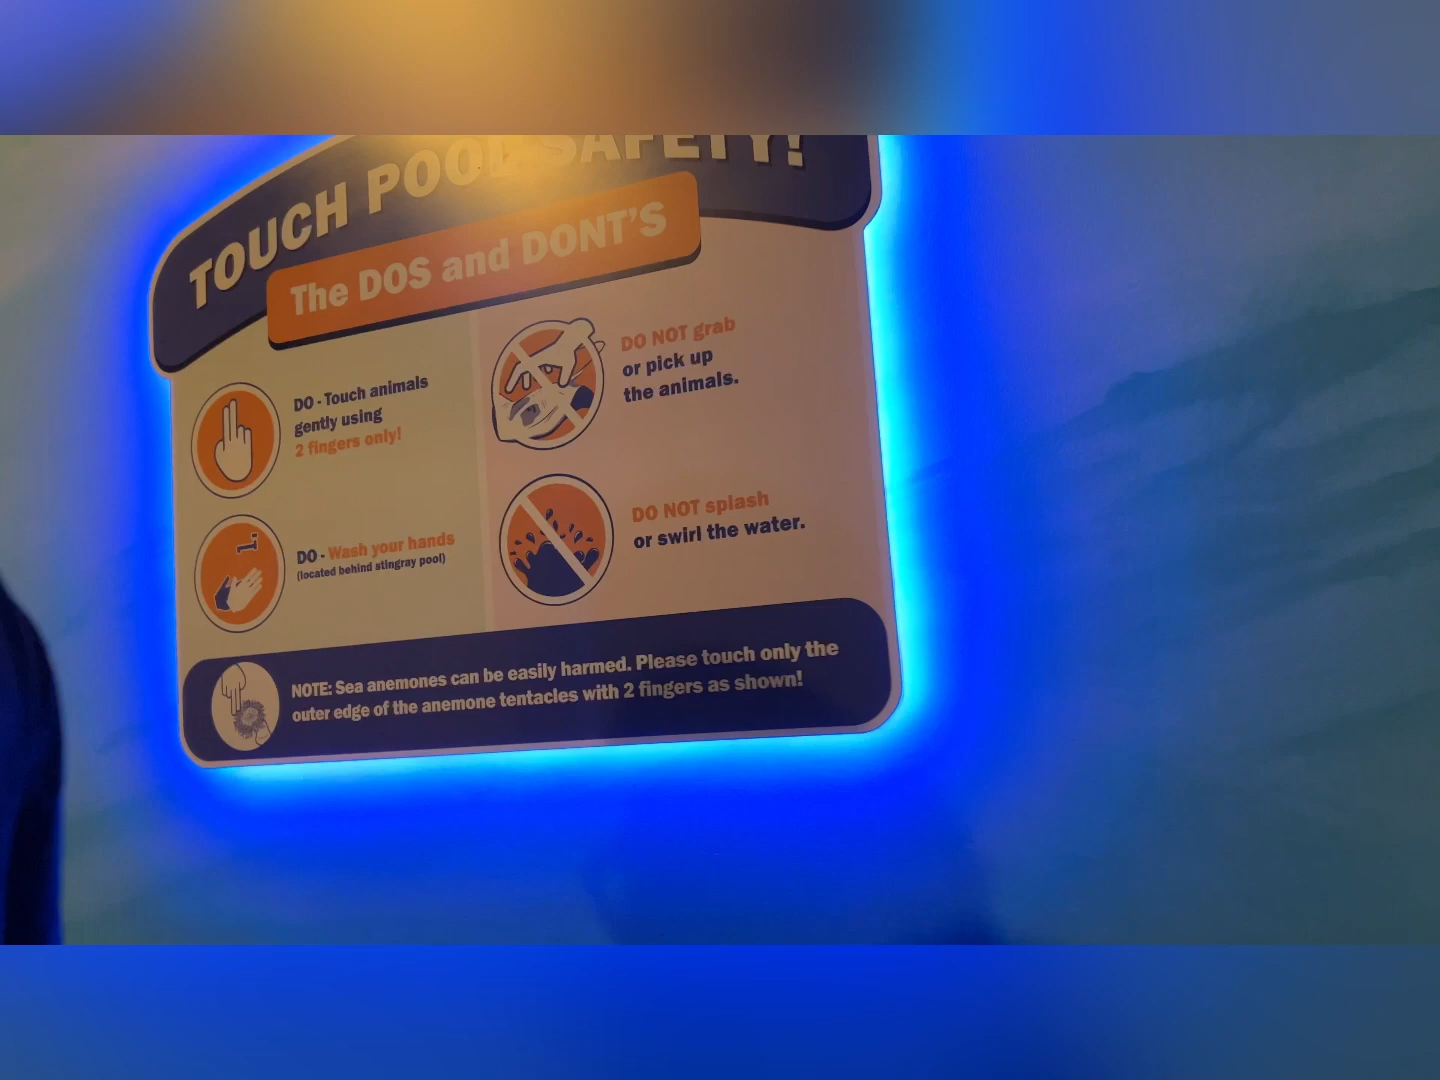 TOUCH POOL SAFETY!
The DOS and DONT'S
DO - Touch animals
gently using
2 fingers only!
DO - Wash your hands
(located behind stingray pool)
DO NOT grab
or pick up
the animals.
DO NOT splash
or swirl the water.
NOTE: Sea anemones can be easily harmed. Please touch only the
outer edge of the anemone tentacles with 2 fingers as shown!